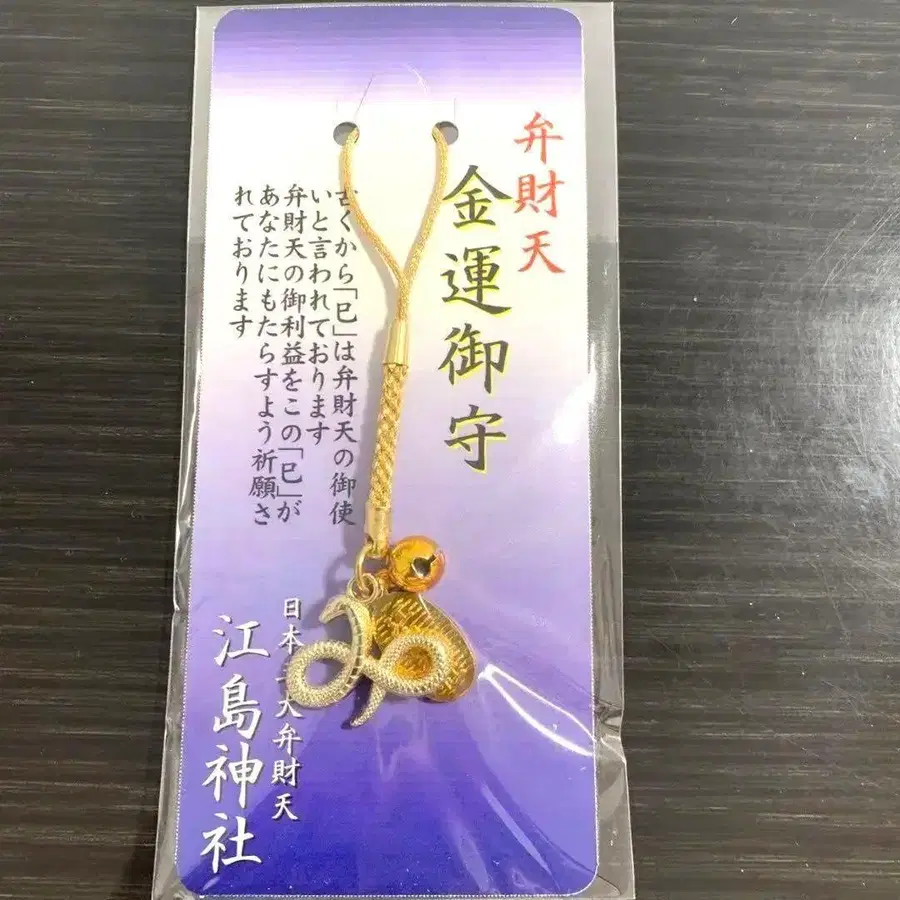 弁財天
金運御守
古くから「巳」は弁財天の御使
いと言われております
弁財天の御利益をこの「巳」が
あなたにもたらすよう祈願さ
れております
日本三大弁財天
江島神社